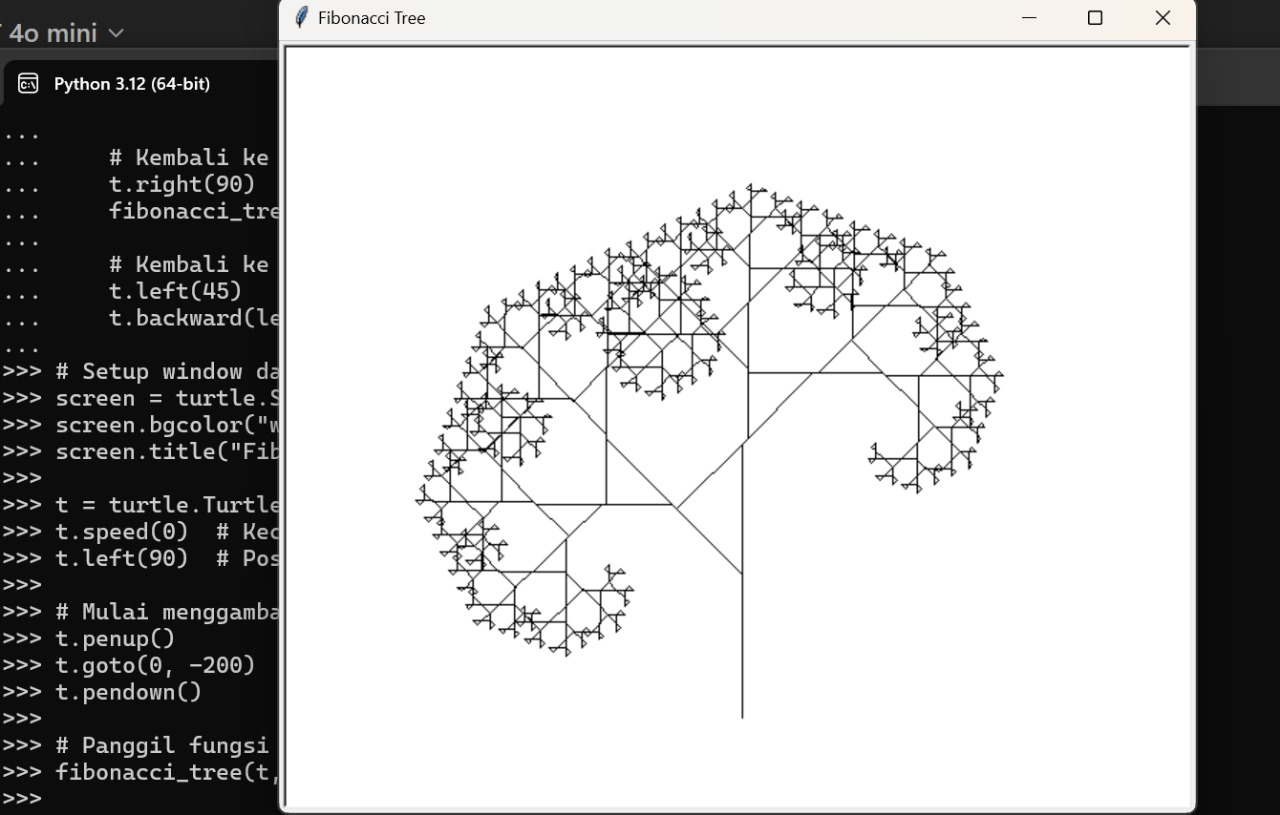 4o mini
Python 3.12 (64-bit)
Fibonacci Tree
...
...     # Kembali ke
...     t.right(90)
...     fibonacci_tre
...
...     # Kembali ke
...     t.left(45)
...     t.backward(le
...
>>> # Setup window da
>>> screen = turtle.S
>>> screen.bgcolor("w
>>> screen.title("Fib
>>>
>>> t = turtle.Turtle
>>> t.speed(0)  # Kec
>>> t.left(90)  # Pos
>>>
>>> # Mulai menggamba
>>> t.penup()
>>> t.goto(0, -200)
>>> t.pendown()
>>>
>>> # Panggil fungsi
>>> fibonacci_tree(t,
>>>